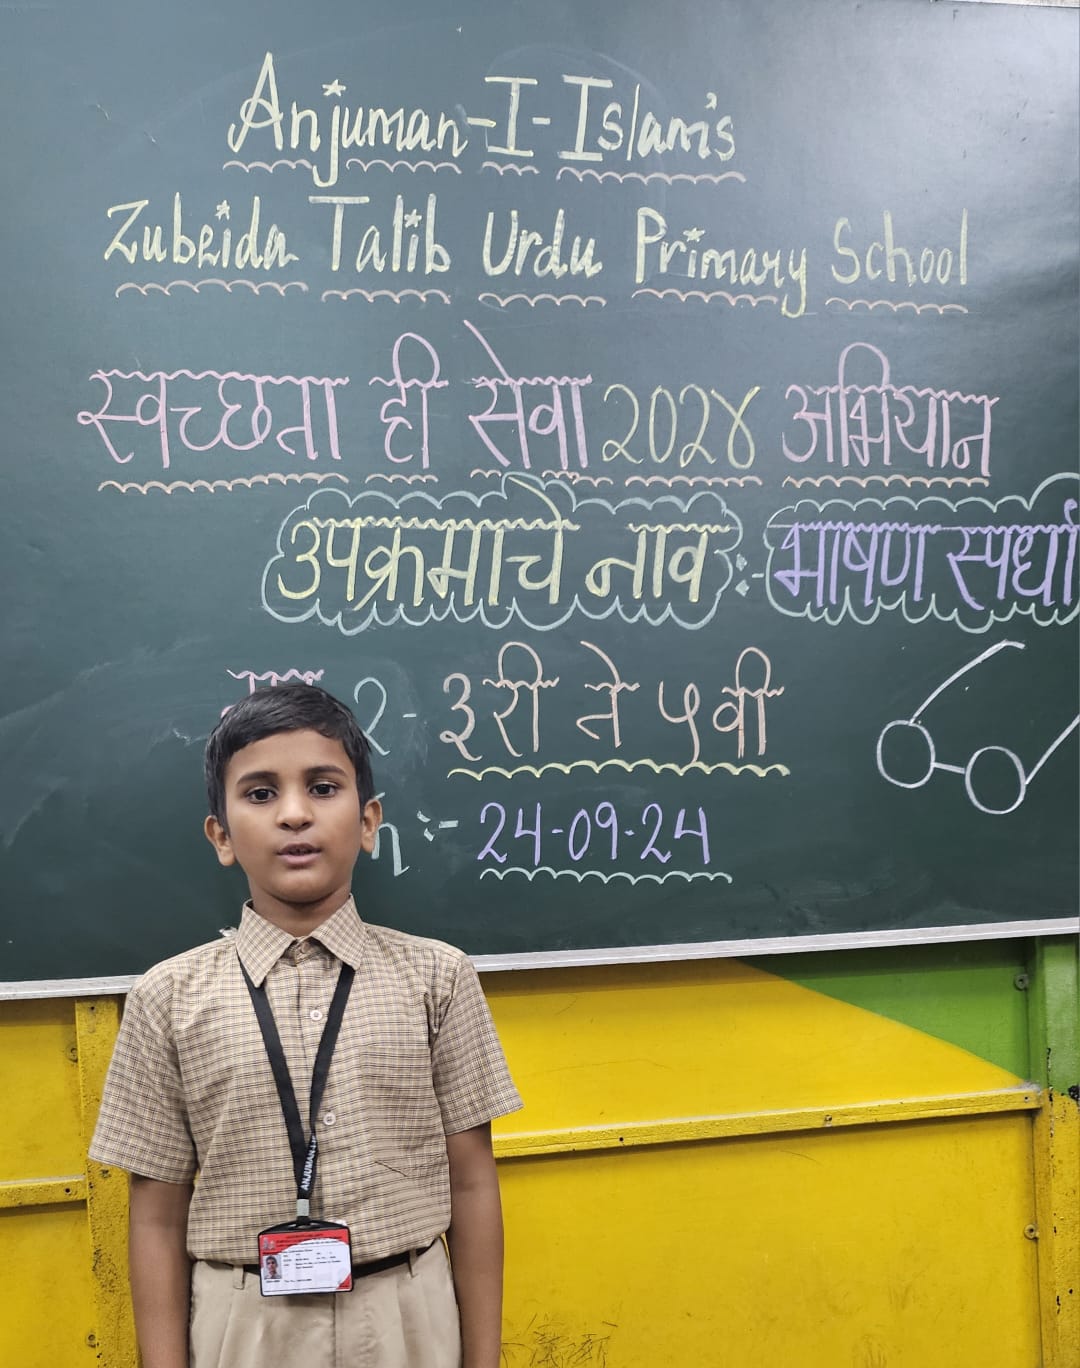 Anjuman-I-Islam's
Zubeida Talib Urdu Primary School
स्वच्छता ही सेवा २०२४ अभियान
उपक्रमाचे नाव :- भाषण स्पर्धा
२- ३री ते ५वी
:- 24-09-24